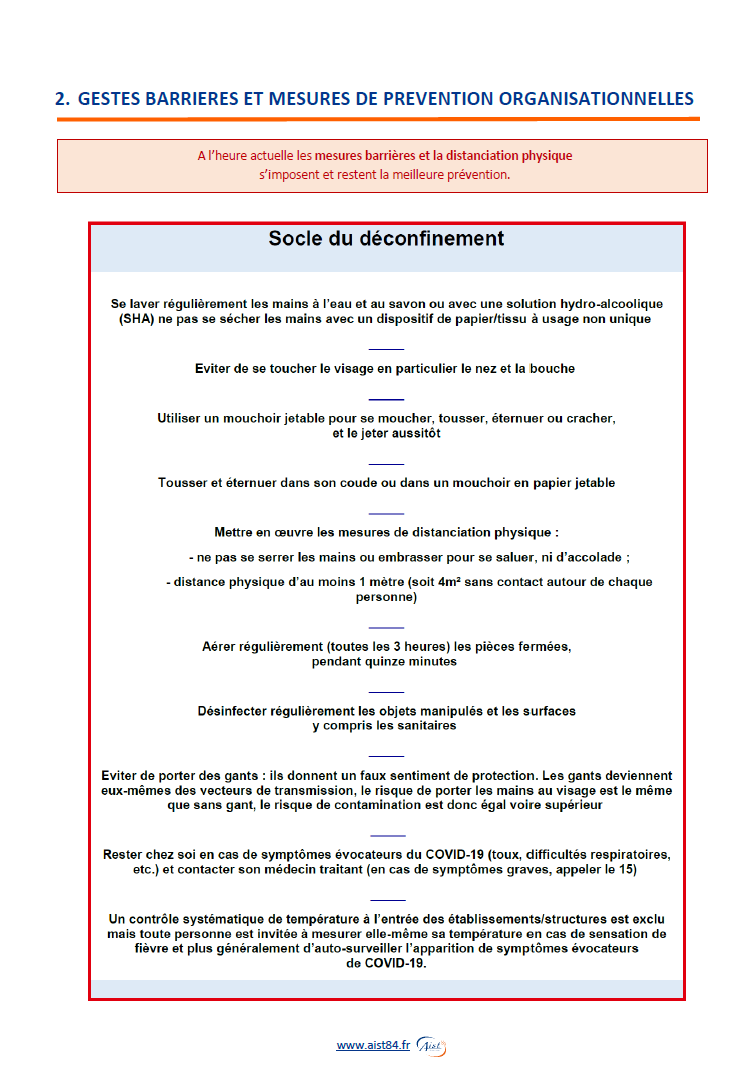 2. GESTES BARRIERES ET MESURES DE PREVENTION ORGANISATIONNELLES
A l'heure actuelle les mesures barrières et la distanciation physique
s'imposent et restent la meilleure prévention.
Socle du déconfinement
Se laver régulièrement les mains à l'eau et au savon ou avec une solution hydro-alcoolique
(SHA) ne pas se sécher les mains avec un dispositif de papier/tissu à usage non unique
Eviter de se toucher le visage en particulier le nez et la bouche
Utiliser un mouchoir jetable pour se moucher, tousser, éternuer ou cracher,
et le jeter aussitôt
Tousser et éternuer dans son coude ou dans un mouchoir en papier jetable
Mettre en œuvre les mesures de distanciation physique :
- ne pas se serrer les mains ou embrasser pour se saluer, ni d'accolade ;
- distance physique d'au moins 1 mètre (soit 4m² sans contact autour de chaque
personne)
Aérer régulièrement (toutes les 3 heures) les pièces fermées,
pendant quinze minutes
Désinfecter régulièrement les objets manipulés et les surfaces
y compris les sanitaires
Eviter de porter des gants : ils donnent un faux sentiment de protection. Les gants deviennent
eux-mêmes des vecteurs de transmission, le risque de porter les mains au visage est le même
que sans gant, le risque de contamination est donc égal voire supérieur
Rester chez soi en cas de symptômes évocateurs du COVID-19 (toux, difficultés respiratoires,
etc.) et contacter son médecin traitant (en cas de symptômes graves, appeler le 15)
Un contrôle systématique de température à l'entrée des établissements/structures est exclu
mais toute personne est invitée à mesurer elle-même sa température en cas de sensation de
fièvre et plus généralement d'auto-surveiller l'apparition de symptômes évocateurs
de COVID-19.
www.aist84.fr Aist